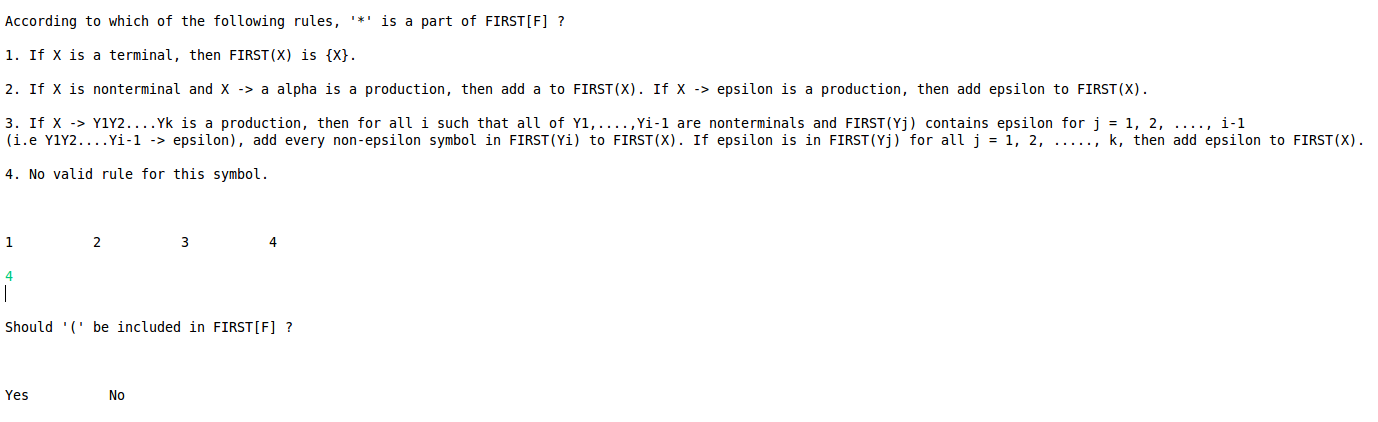 According to which of the following rules, '*' is a part of FIRST[F] ?
1. If X is a terminal, then FIRST(X) is {X}.
2. If X is nonterminal and X -> a alpha is a production, then add a to FIRST(X). If X -> epsilon is a production, then add epsilon to FIRST(X).
3. If X -> Y1Y2....Yk is a production, then for all i such that all of Y1,....,Yi-1 are nonterminals and FIRST(Yj) contains epsilon for j = 1, 2, ...., i-1
(i.e Y1Y2....Yi-1 -> epsilon), add every non-epsilon symbol in FIRST(Yi) to FIRST(X). If epsilon is in FIRST(Yj) for all j = 1, 2, ....., k, then add epsilon to FIRST(X).
4. No valid rule for this symbol.
1 2 3 4
4
Should '(' be included in FIRST[F] ?
Yes No